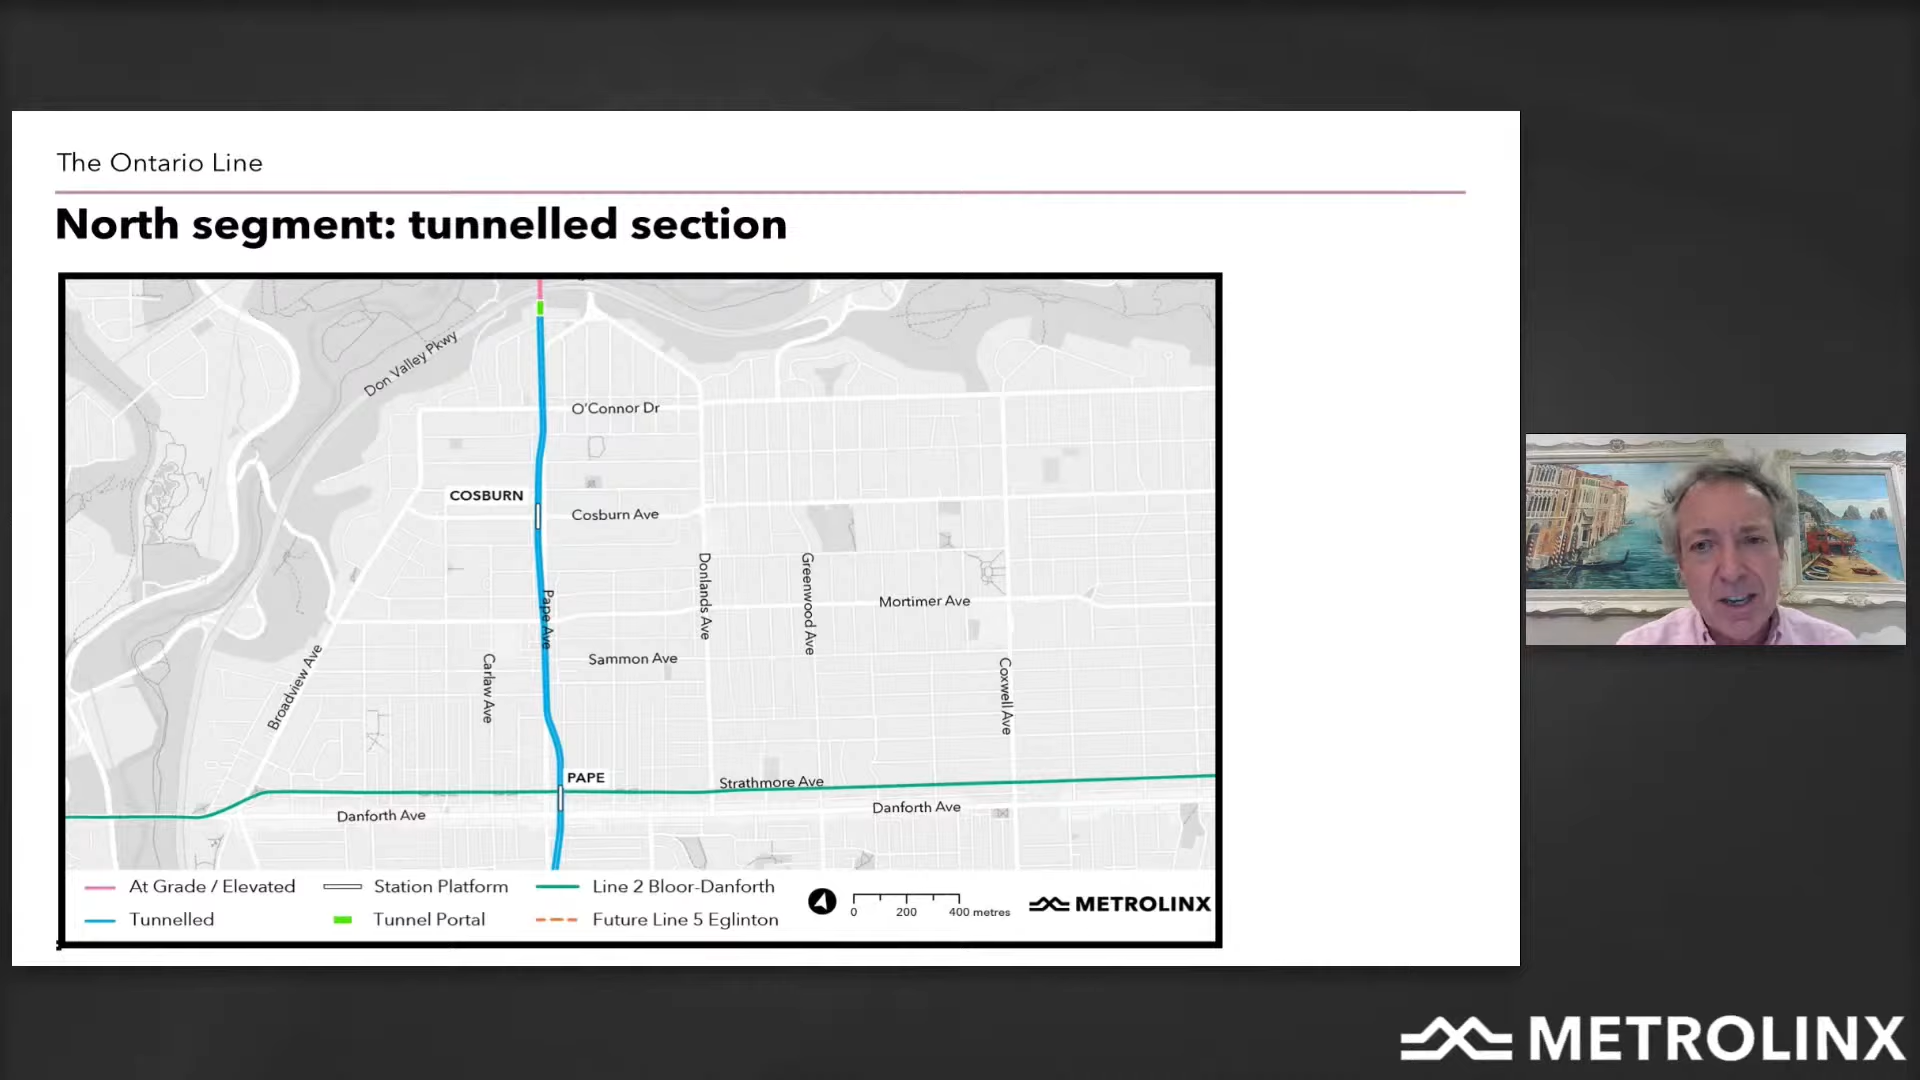 The Ontario Line
North segment: tunnelled section
Don Valley Pkwy
O'Connor Dr
COSBURN
Cosburn Ave
Pape Ave
Donlands Ave
Greenwood Ave
Mortimer Ave
Sammon Ave
Carlaw Ave
Broadview Ave
Coxwell Ave
PAPE
Strathmore Ave
Danforth Ave
Danforth Ave
At Grade / Elevated
Station Platform
Line 2 Bloor-Danforth
Tunnelled
Tunnel Portal
Future Line 5 Eglinton
0 200 400 metres
METROLINX
METROLINX